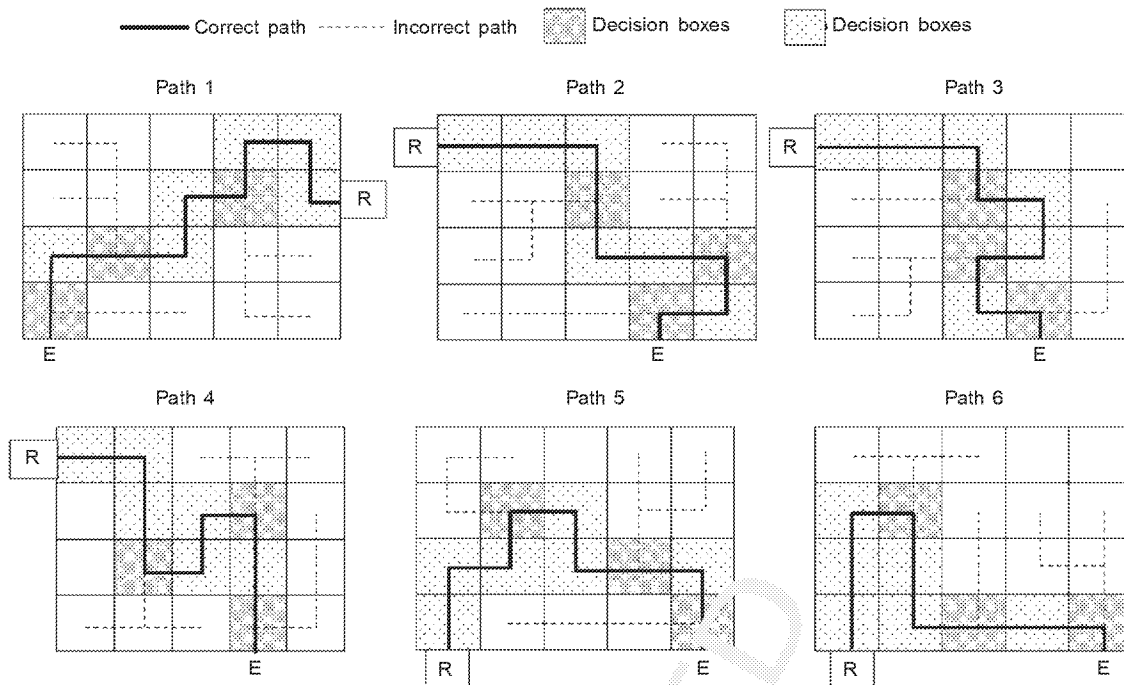 Correct path Incorrect path Decision boxes Decision boxes
Path 1 Path 2 Path 3
R R
R
E
E E
Path 4 Path 5 Path 6
R
E
R E R E